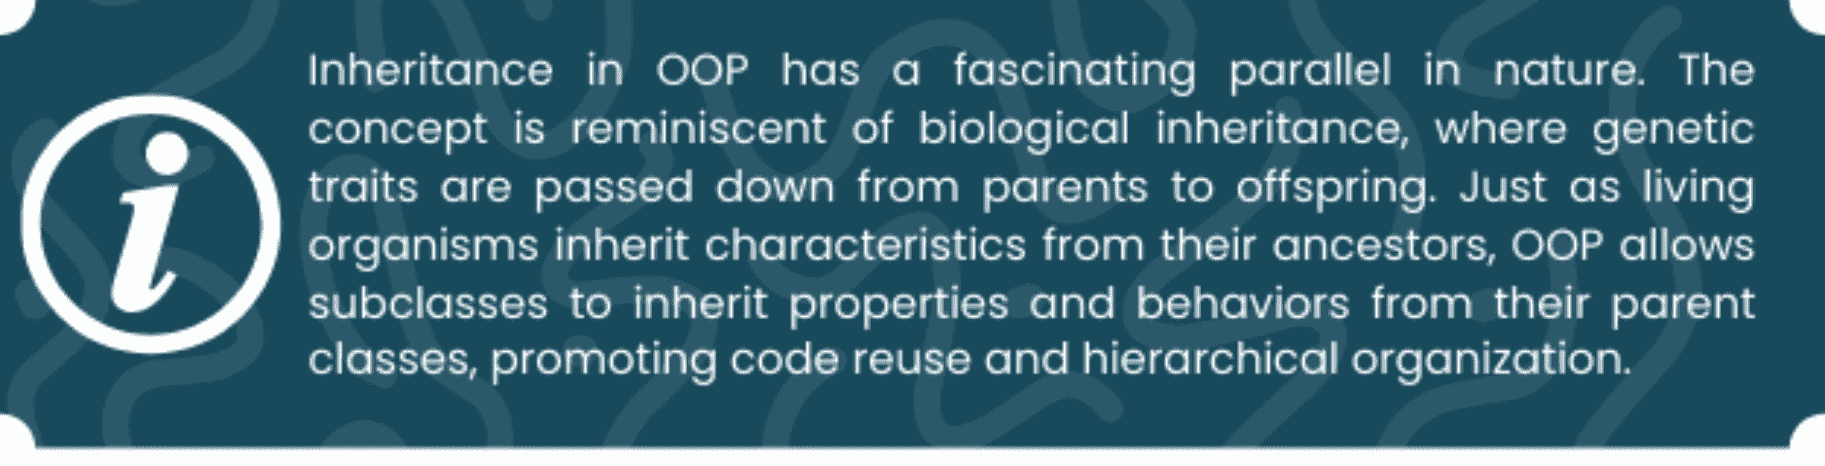 Inheritance in OOP has a fascinating parallel in nature. The
concept is reminiscent of biological inheritance, where genetic
traits are passed down from parents to offspring. Just as living
organisms inherit characteristics from their ancestors, OOP allows
subclasses to inherit properties and behaviors from their parent
classes, promoting code reuse and hierarchical organization.